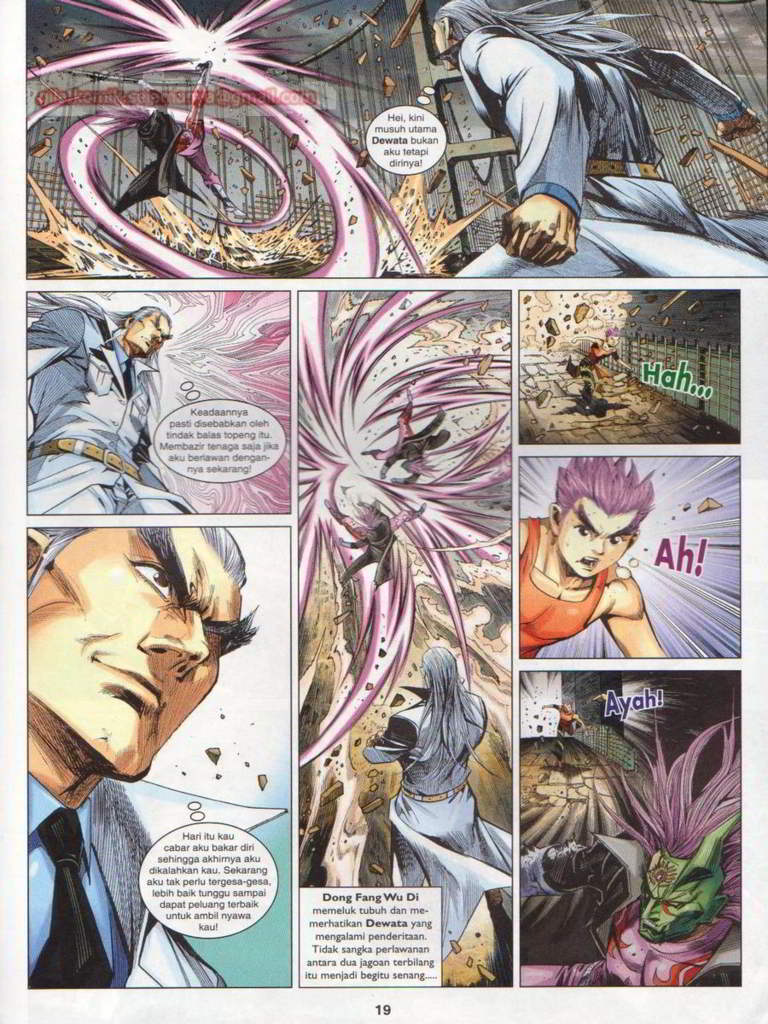 Hei, kini
musuh utama
Dewata bukan
aku tetapi
dirinya!
Keadaannya
pasti disebabkan oleh
tindak balas topeng itu.
Membazir tenaga saja jika
aku berlawan dengan-
nya sekarang!
Hah...
Ah!
Hari itu kau
cabar aku bakar diri
sehingga akhirnya aku
dikalahkan kau. Sekarang
aku tak perlu tergesa-gesa,
lebih baik tunggu sampai
dapat peluang terbaik
untuk ambil nyawa
kau!
Dong Fang Wu Di
memeluk tubuh dan me-
merhatikan Dewata yang
mengalami penderitaan.
Tidak sangka perlawanan
antara dua jagoan terbilang
itu menjadi begitu senang.....
Ayah!
19